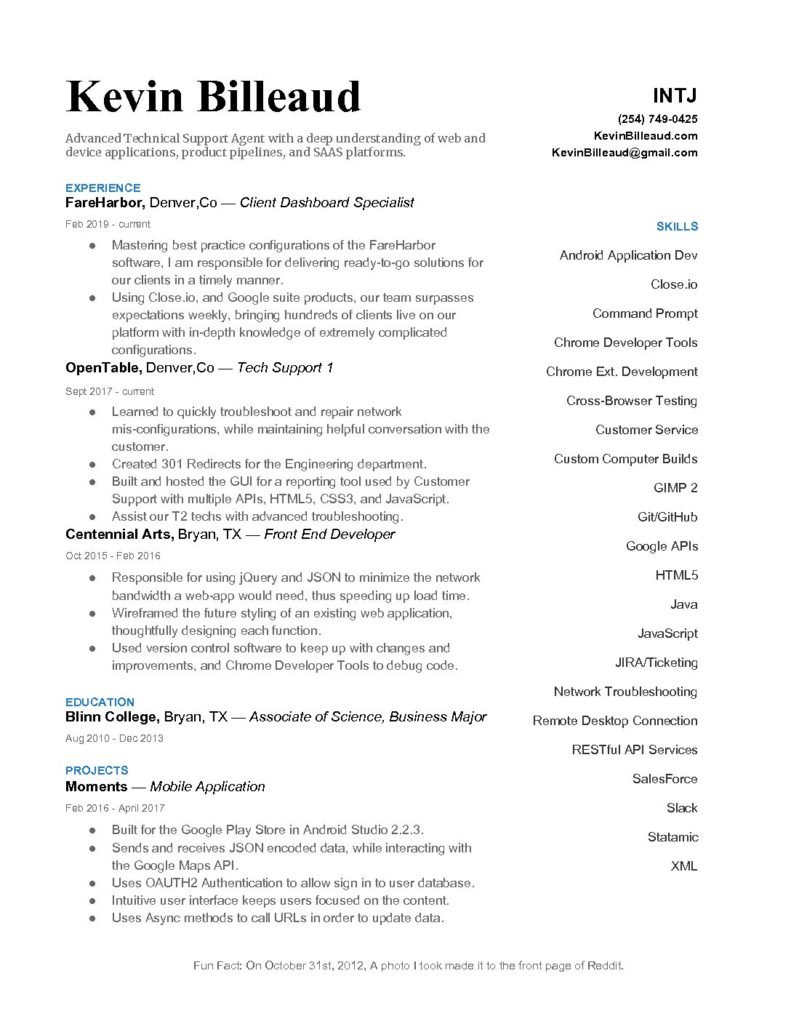 Kevin Billeaud
Advanced Technical Support Agent with a deep understanding of web and
device applications, product pipelines, and SAAS platforms.
INTJ
(254) 749-0425
KevinBilleaud.com
KevinBilleaud@gmail.com
EXPERIENCE
FareHarbor, Denver,Co — Client Dashboard Specialist
Feb 2019 - current
● Mastering best practice configurations of the FareHarbor
software, I am responsible for delivering ready-to-go solutions for
our clients in a timely manner.
● Using Close.io, and Google suite products, our team surpasses
expectations weekly, bringing hundreds of clients live on our
platform with in-depth knowledge of extremely complicated
configurations.
OpenTable, Denver,Co — Tech Support 1
Sept 2017 - current
● Learned to quickly troubleshoot and repair network
mis-configurations, while maintaining helpful conversation with the
customer.
● Created 301 Redirects for the Engineering department.
● Built and hosted the GUI for a reporting tool used by Customer
Support with multiple APIs, HTML5, CSS3, and JavaScript.
● Assist our T2 techs with advanced troubleshooting.
Centennial Arts, Bryan, TX — Front End Developer
Oct 2015 - Feb 2016
● Responsible for using jQuery and JSON to minimize the network
bandwidth a web-app would need, thus speeding up load time.
● Wireframed the future styling of an existing web application,
thoughtfully designing each function.
● Used version control software to keep up with changes and
improvements, and Chrome Developer Tools to debug code.
EDUCATION
Blinn College, Bryan, TX — Associate of Science, Business Major
Aug 2010 - Dec 2013
PROJECTS
Moments — Mobile Application
Feb 2016 - April 2017
● Built for the Google Play Store in Android Studio 2.2.3.
● Sends and receives JSON encoded data, while interacting with
the Google Maps API.
● Uses OAUTH2 Authentication to allow sign in to user database.
● Intuitive user interface keeps users focused on the content.
● Uses Async methods to call URLs in order to update data.
SKILLS
Android Application Dev
Close.io
Command Prompt
Chrome Developer Tools
Chrome Ext. Development
Cross-Browser Testing
Customer Service
Custom Computer Builds
GIMP 2
Git/GitHub
Google APIs
HTML5
Java
JavaScript
JIRA/Ticketing
Network Troubleshooting
Remote Desktop Connection
RESTful API Services
SalesForce
Slack
Statamic
XML
Fun Fact: On October 31st, 2012, A photo I took made it to the front page of Reddit.